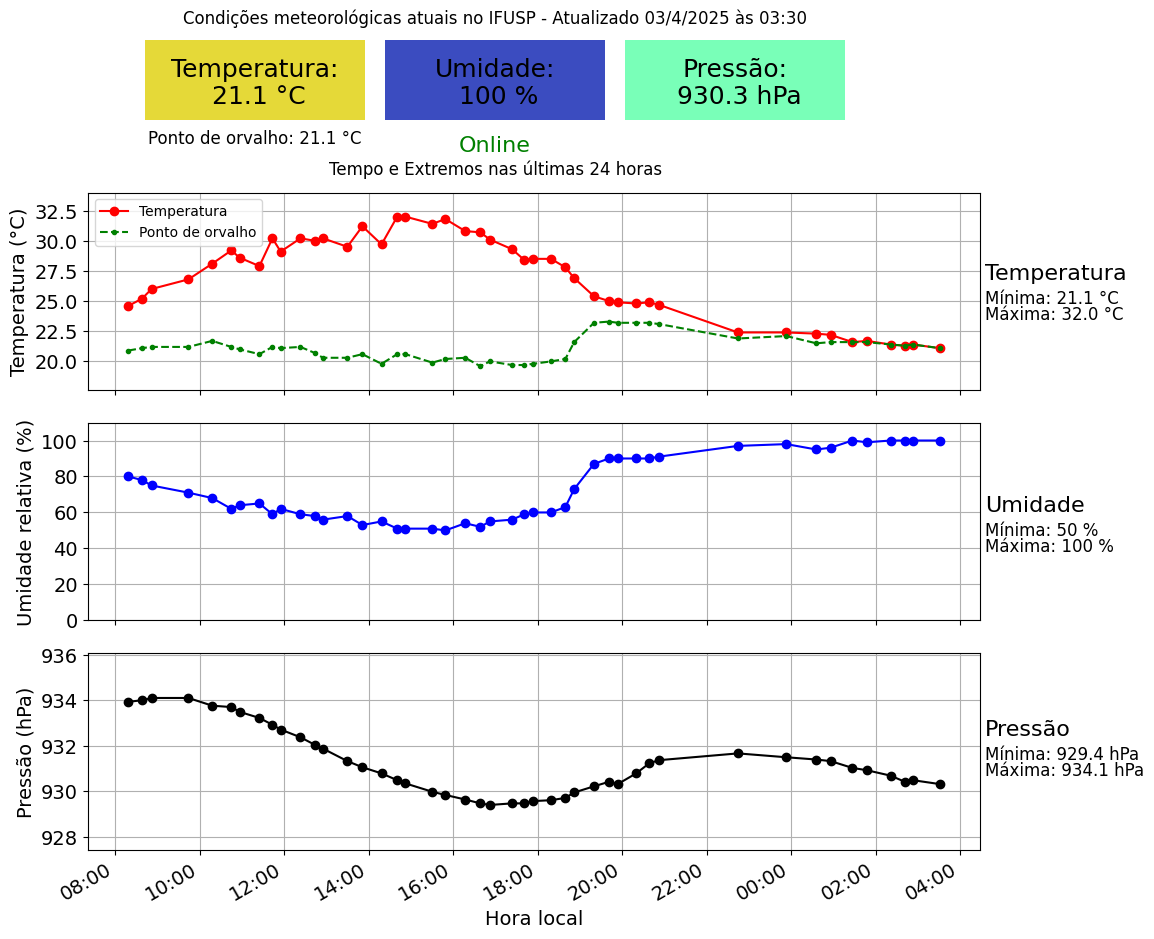 Condições meteorológicas atuais no IFUSP - Atualizado 03/4/2025 às 03:30
Temperatura:
21.1 °C
Umidade:
100 %
Pressão:
930.3 hPa
Ponto de orvalho: 21.1 °C
Online
Tempo e Extremos nas últimas 24 horas
Temperatura (°C)
32.5
30.0
27.5
25.0
22.5
20.0
Temperatura
Ponto de orvalho
Temperatura
Mínima: 21.1 °C
Máxima: 32.0 °C
Umidade relativa (%)
100
80
60
40
20
0
Umidade
Mínima: 50 %
Máxima: 100 %
Pressão (hPa)
936
934
932
930
928
Pressão
Mínima: 929.4 hPa
Máxima: 934.1 hPa
08:00
10:00
12:00
14:00
16:00
18:00
20:00
22:00
00:00
02:00
04:00
Hora local